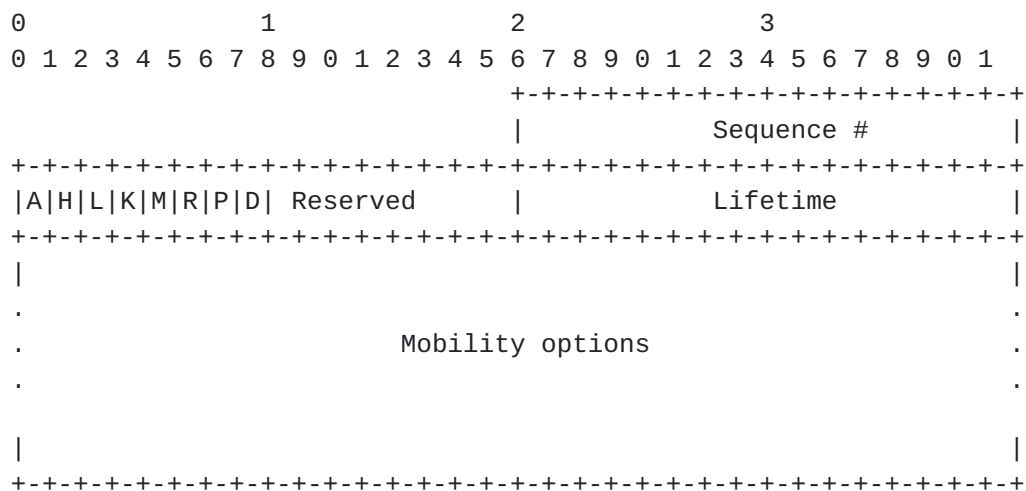 0                   1                   2                   3
0 1 2 3 4 5 6 7 8 9 0 1 2 3 4 5 6 7 8 9 0 1 2 3 4 5 6 7 8 9 0 1
                                +-+-+-+-+-+-+-+-+-+-+-+-+-+-+-+-+
                                |            Sequence #         |
+-+-+-+-+-+-+-+-+-+-+-+-+-+-+-+-+-+-+-+-+-+-+-+-+-+-+-+-+-+-+-+-+
|A|H|L|K|M|R|P|D| Reserved      |            Lifetime           |
+-+-+-+-+-+-+-+-+-+-+-+-+-+-+-+-+-+-+-+-+-+-+-+-+-+-+-+-+-+-+-+-+
|                                                               |
.                                                               .
.                        Mobility options                       .
.                                                               .
|                                                               |
+-+-+-+-+-+-+-+-+-+-+-+-+-+-+-+-+-+-+-+-+-+-+-+-+-+-+-+-+-+-+-+-+